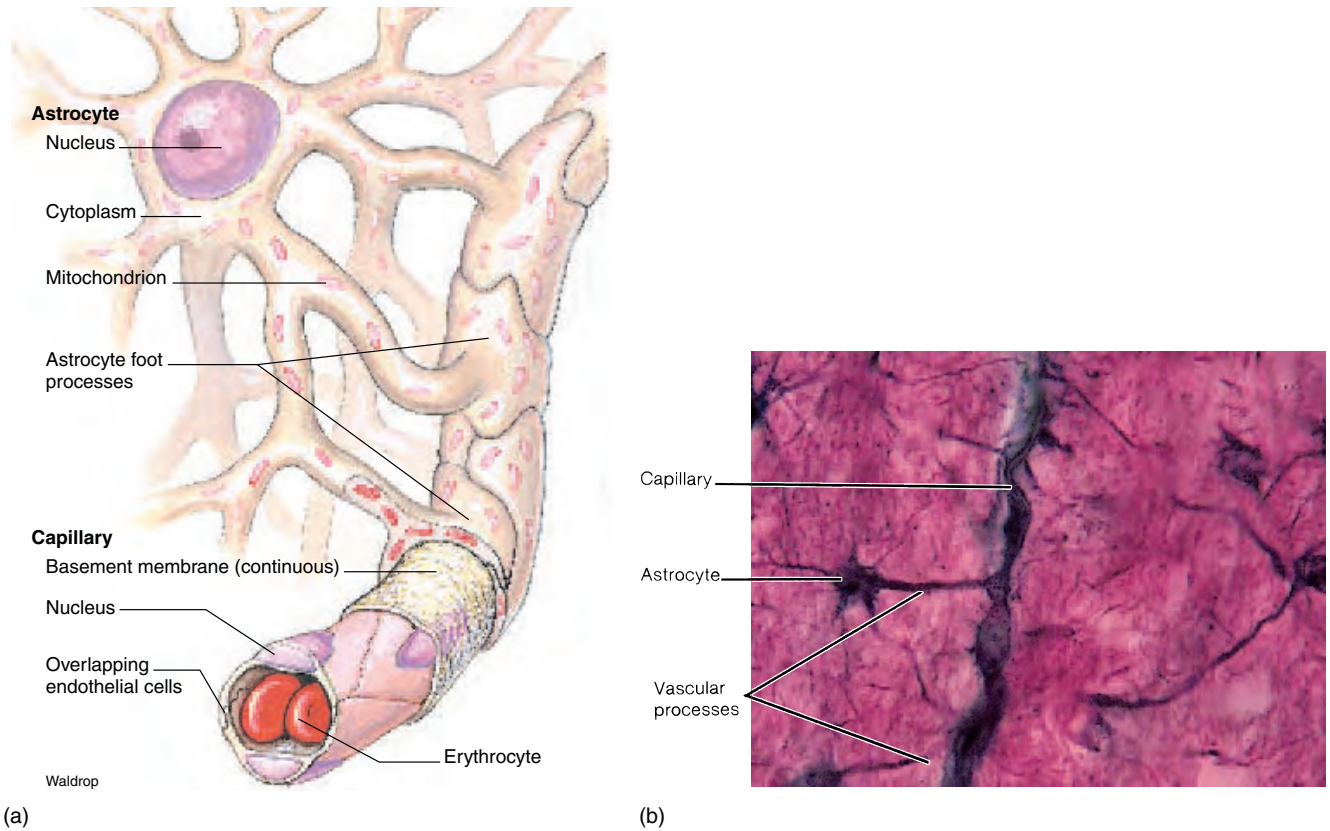 Astrocyte
Nucleus
Cytoplasm
Mitochondrion
Astrocyte foot
processes
Capillary
Basement membrane (continuous)
Nucleus
Overlapping
endothelial cells
Erythrocyte
Waldrop
(a)
Capillary
Astrocyte
Vascular
processes
(b)